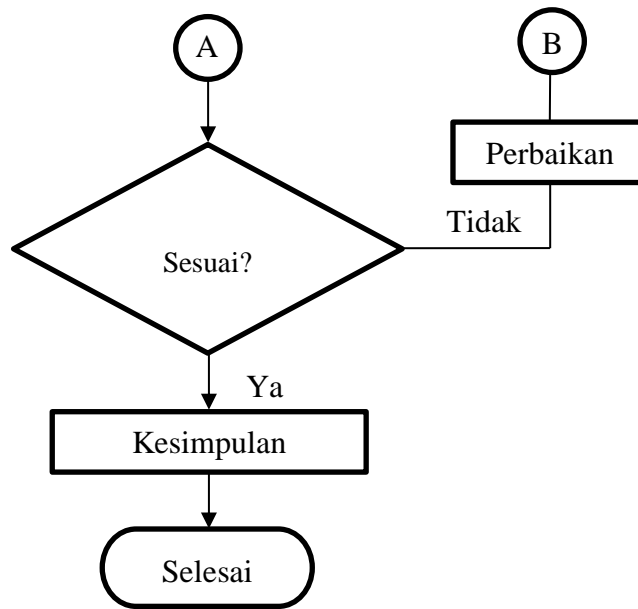 A
B
Perbaikan
Tidak
Sesuai?
Ya
Kesimpulan
Selesai